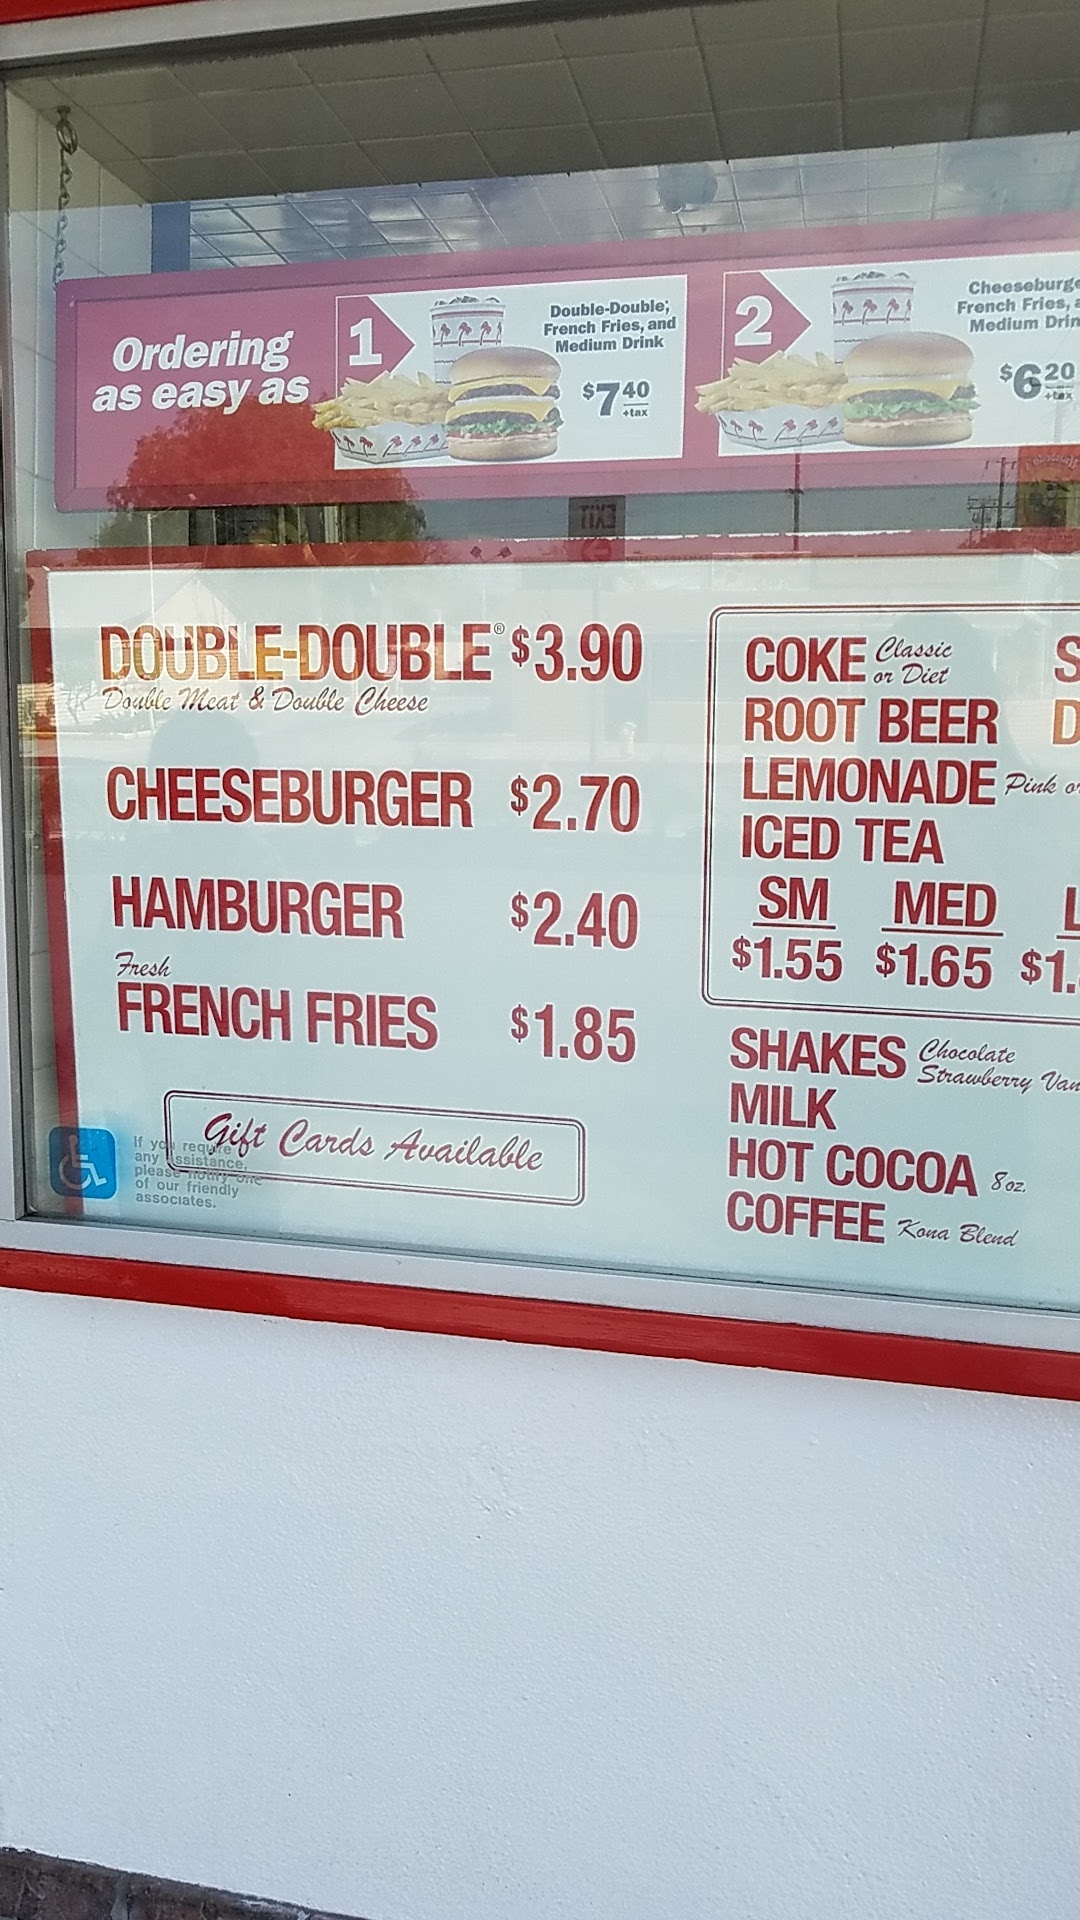 Ordering
as easy as
1
Double-Double,
French Fries, and
Medium Drink
$7 40
+tax
2
French Fries,
Medium
$6 20
+tax
EXIT
DOUBLE-DOUBLE® $3.90
Double Meat & Double Cheese
CHEESEBURGER $2.70
HAMBURGER $2.40
Fresh
FRENCH FRIES $1.85
Gift Cards Available
If you require
any assistance,
please notify one
of our friendly
associates.
COKE Classic
or Diet
ROOT BEER
LEMONADE Pink
ICED TEA
SM MED
$1.55 $1.65 $1.
SHAKES Chocolate
Strawberry
MILK
HOT COCOA 8 oz.
COFFEE Kona Blend